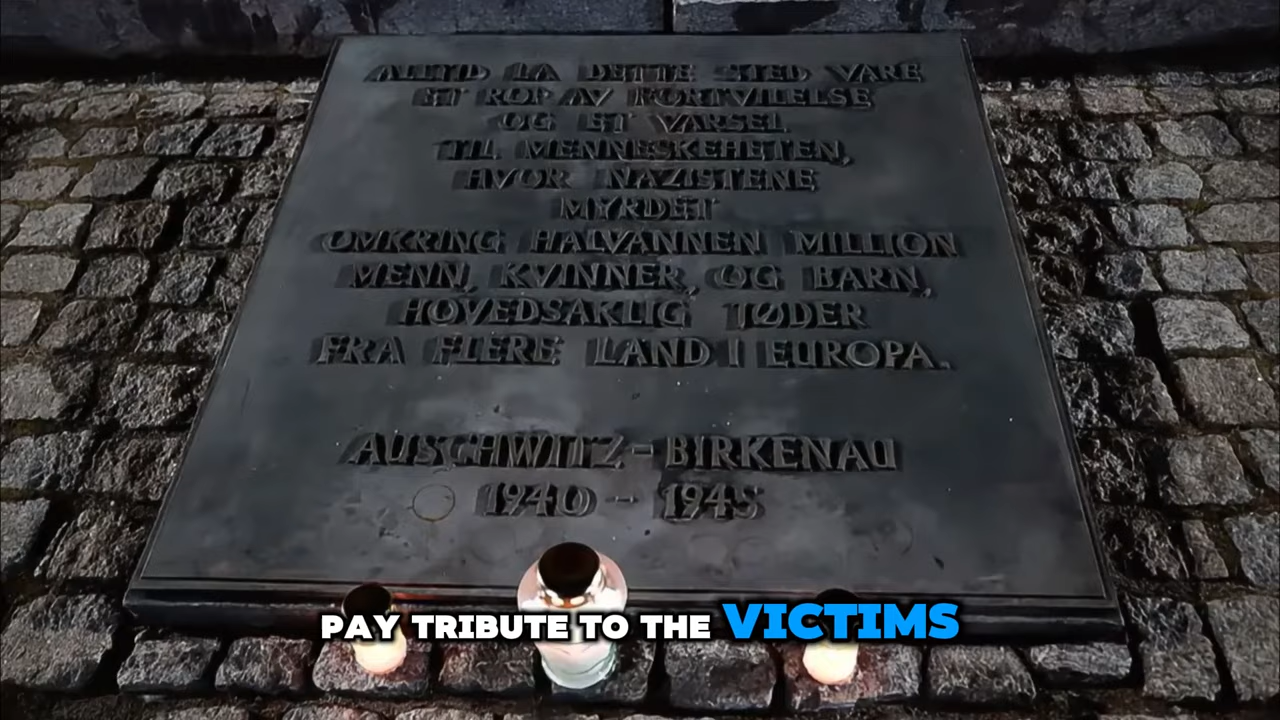 ALLTID LA DETTE STED VÆRE
ET ROP AV FORTVILELSE
OG ET VARSEL
TIL MENNESKEHETEN,
HVOR NAZISTENE
MYRDET
OMKRING HALVANNEN MILLION
MENN, KVINNER, OG BARN,
HOVEDSAKLIG JØDER
FRA FLERE LAND I EUROPA.
AUSCHWITZ - BIRKENAU
1940 - 1945
PAY TRIBUTE TO THE VICTIMS